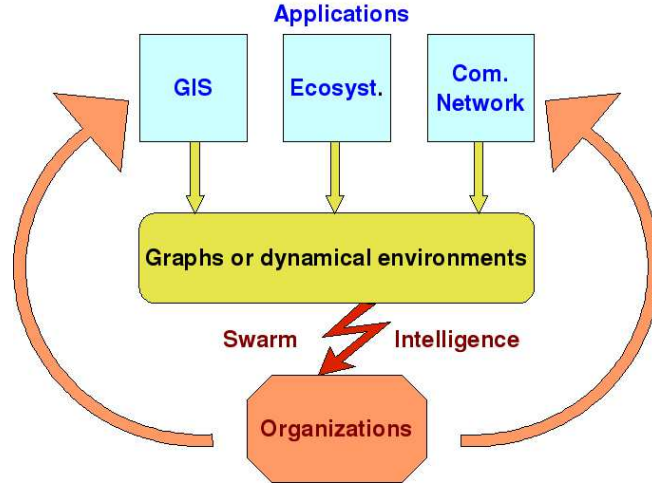 Applications
GIS
Ecosyst.
Com.
Network
Graphs or dynamical environments
Swarm
Intelligence
Organizations